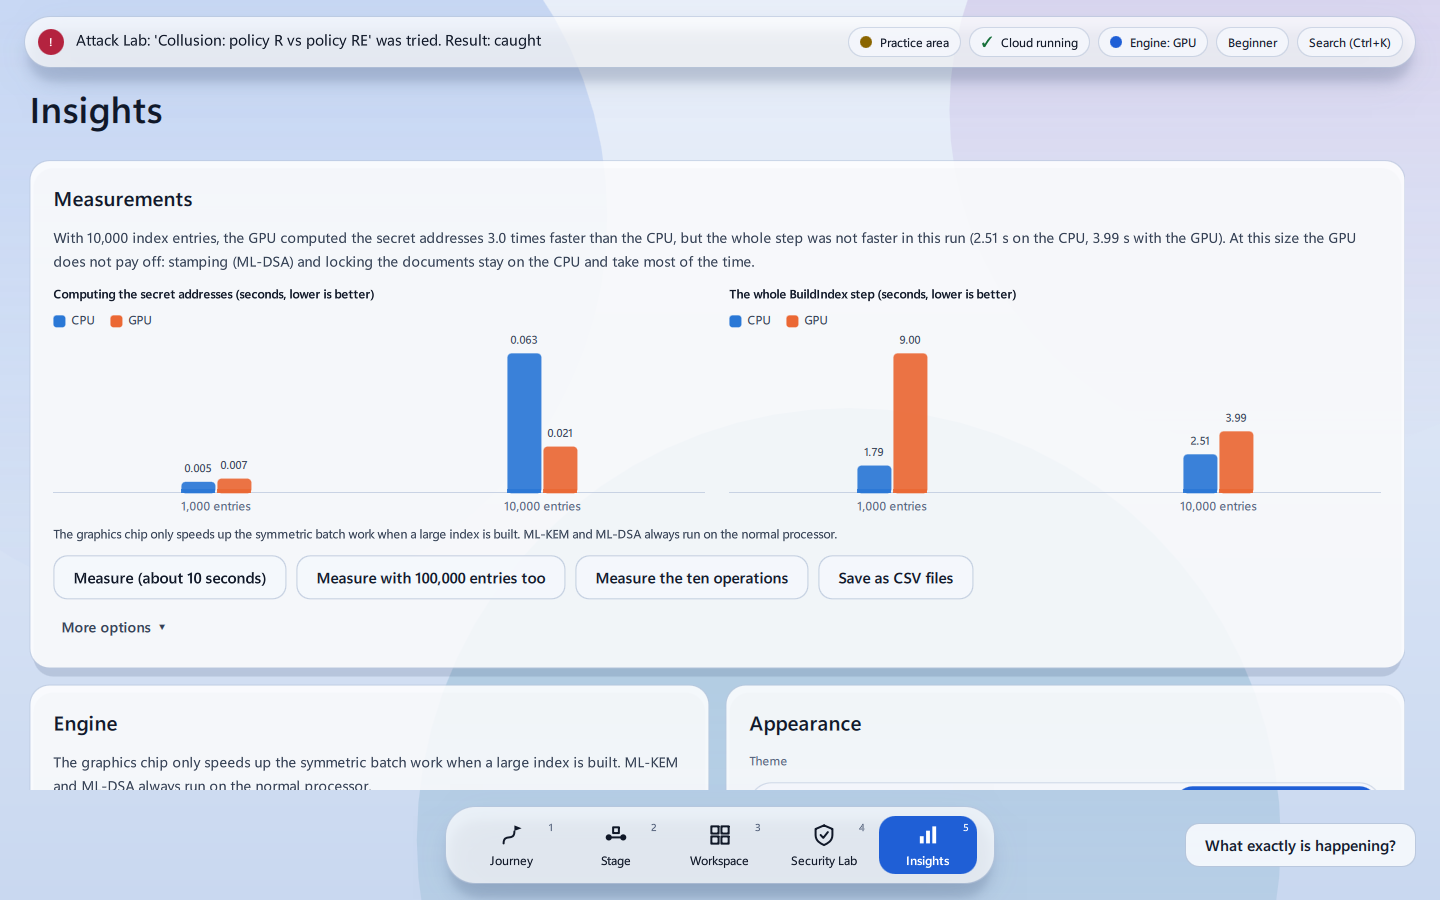 ! Attack Lab: 'Collusion: policy R vs policy RE' was tried. Result: caught
Practice area
✓ Cloud running
Engine: GPU
Beginner
Search (Ctrl+K)
Insights
Measurements
With 10,000 index entries, the GPU computed the secret addresses 3.0 times faster than the CPU, but the whole step was not faster in this run (2.51 s on the CPU, 3.99 s with the GPU). At this size the GPU
does not pay off: stamping (ML-DSA) and locking the documents stay on the CPU and take most of the time.
Computing the secret addresses (seconds, lower is better)
CPU GPU
0.063
0.021
0.005 0.007
1,000 entries 10,000 entries
The whole BuildIndex step (seconds, lower is better)
CPU GPU
9.00
3.99
2.51
1.79
1,000 entries 10,000 entries
The graphics chip only speeds up the symmetric batch work when a large index is built. ML-KEM and ML-DSA always run on the normal processor.
Measure (about 10 seconds)
Measure with 100,000 entries too
Measure the ten operations
Save as CSV files
More options ▼
Engine
The graphics chip only speeds up the symmetric batch work when a large index is built. ML-KEM
and ML-DSA always run on the normal processor.
Appearance
Theme
Journey 1
Stage 2
Workspace 3
Security Lab 4
Insights 5
What exactly is happening?